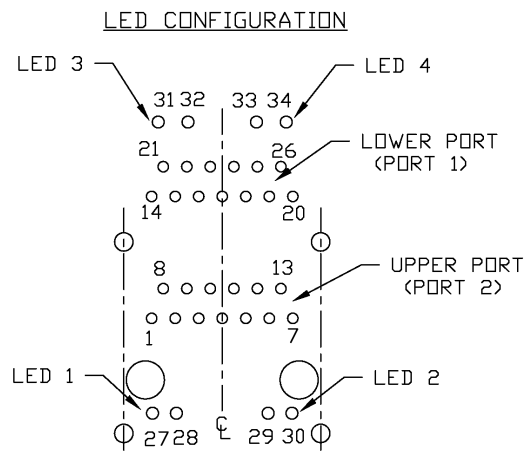 LED CONFIGURATION
LED 3
LED 4
31 32 33 34
21 26
LOWER PORT
(PORT 1)
14 20
8 13
UPPER PORT
(PORT 2)
1 7
LED 1
LED 2
27 28 ℄ 29 30